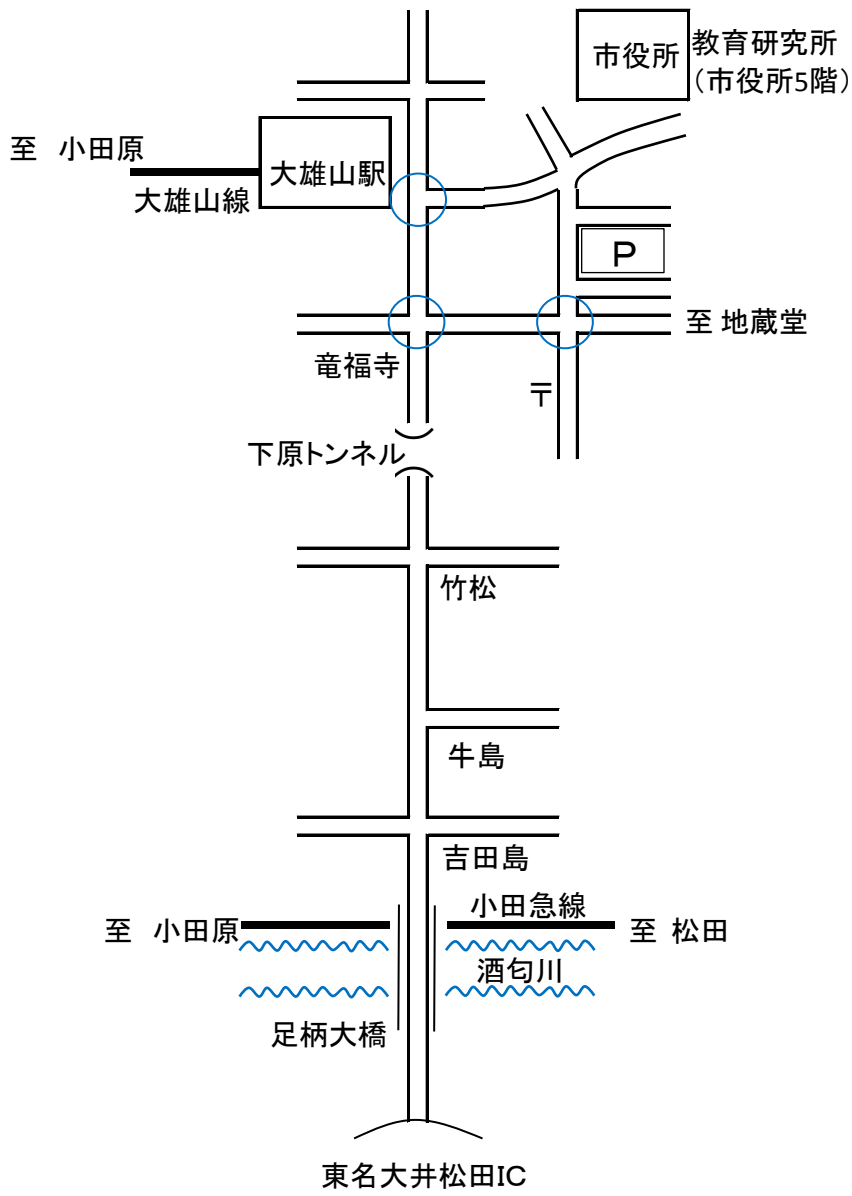 市役所
教育研究所
（市役所5階）
至　小田原
大雄山駅
大雄山線
P
至 地蔵堂
竜福寺
〒
下原トンネル
竹松
牛島
吉田島
小田急線
至　小田原
至 松田
酒匂川
足柄大橋
東名大井松田IC